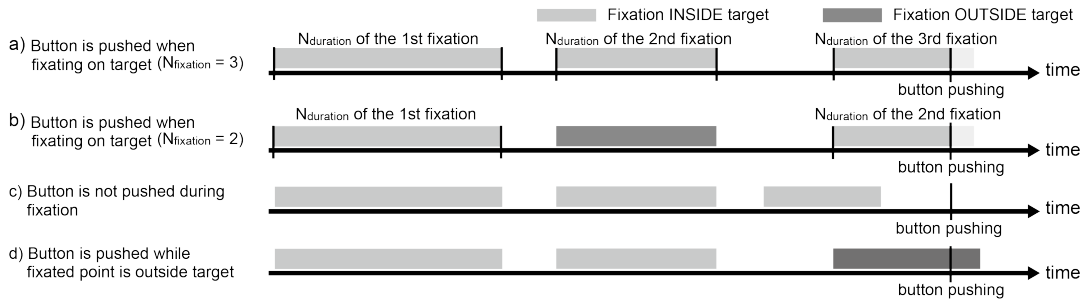 Fixation INSIDE target
Fixation OUTSIDE target
a) Button is pushed when
fixating on target (Nfixation = 3)
Nduration of the 1st fixation
Nduration of the 2nd fixation
Nduration of the 3rd fixation
time
button pushing
b) Button is pushed when
fixating on target (Nfixation = 2)
Nduration of the 1st fixation
Nduration of the 2nd fixation
time
button pushing
c) Button is not pushed during
fixation
time
button pushing
d) Button is pushed while
fixated point is outside target
time
button pushing